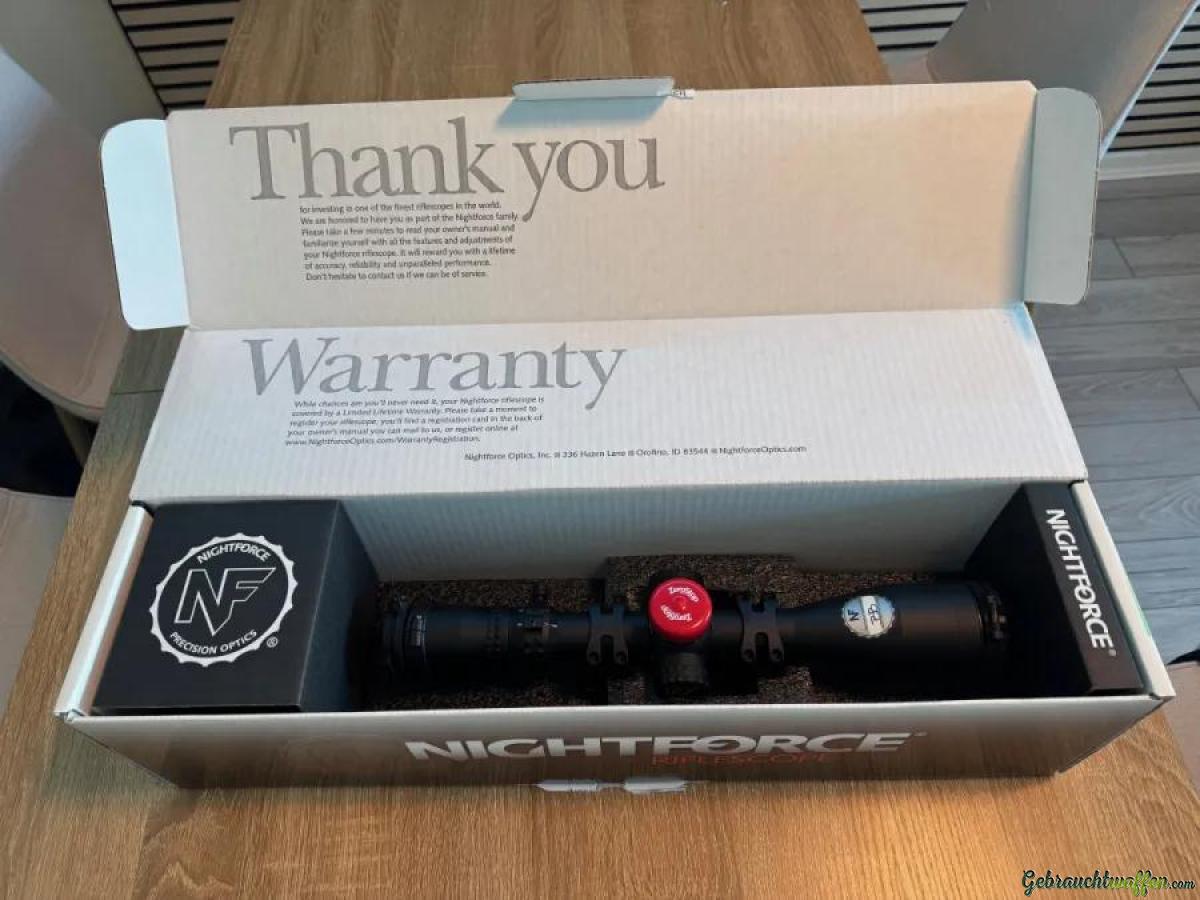 Thank you
for investing in one of the finest riflescopes in the world.
We are honored to have you as part of the Nightforce family.
Please take a few minutes to read your owner's manual and
familiarize yourself with all the features and adjustments of
your Nightforce riflescope. It will reward you with a lifetime
of accuracy, reliability and unparalleled performance.
Don't hesitate to contact us if we can be of service.
Warranty
While chances are you'll never need it, your Nightforce riflescope is
covered by a Limited Lifetime Warranty. Please take a moment to
register your riflescope, you'll find a registration card in the back of
your owner's manual you can mail to us, or register online at
www.NightforceOptics.com/WarrantyRegistration.
Nightforce Optics, Inc. 336 Hazen Lane Orofino, ID 83544 NightforceOptics.com
NIGHTFORCE
NF
PRECISION OPTICS
®
ZeroStop
ZeroStop
NF
NIGHTFORCE®
NIGHTFORCE
RIFLESCOPE
Gebrauchtwaffen.com